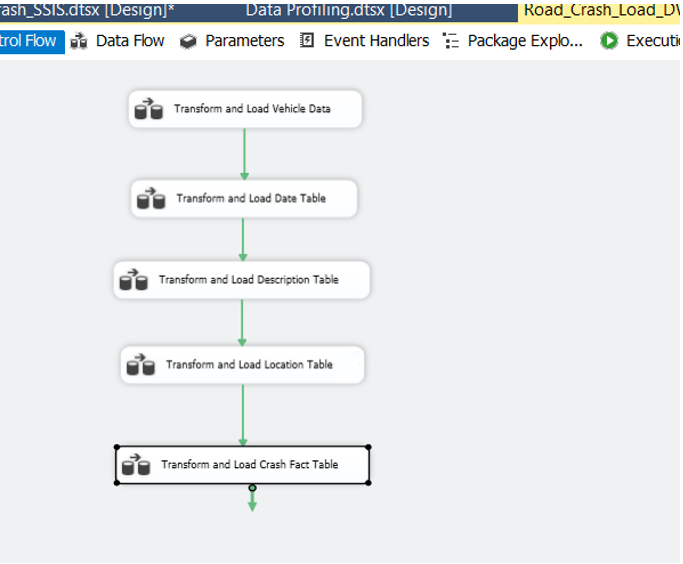 rash_SSIS.dtsx [Design]* Data Profiling.dtsx [Design] Road_Crash_Load_DW
trol Flow Data Flow Parameters Event Handlers Package Explo... Executi
Transform and Load Vehicle Data
Transform and Load Date Table
Transform and Load Description Table
Transform and Load Location Table
Transform and Load Crash Fact Table